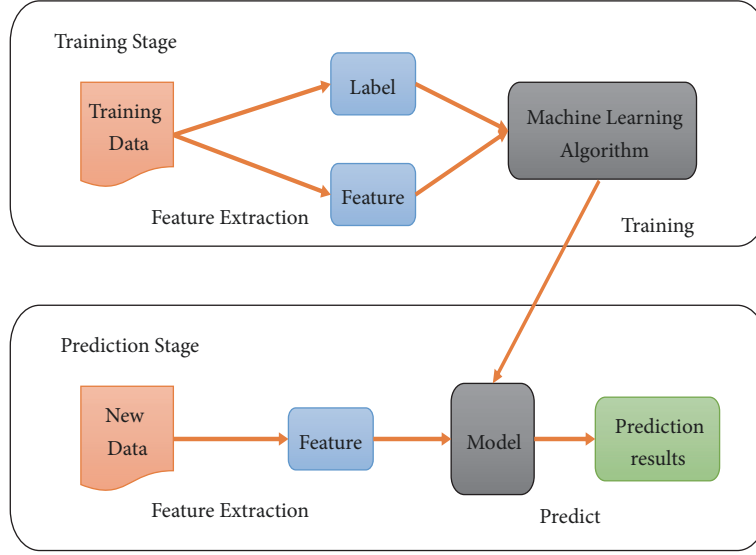 Training Stage
Training
Data
Label
Feature
Machine Learning
Algorithm
Feature Extraction
Training
Prediction Stage
New
Data
Feature
Model
Prediction
results
Feature Extraction
Predict